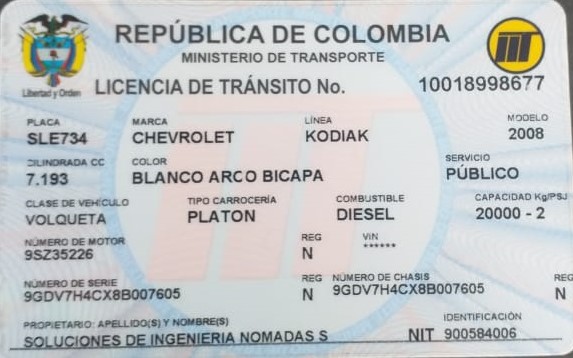 REPÚBLICA DE COLOMBIA
MINISTERIO DE TRANSPORTE
Libertad y Orden
LICENCIA DE TRÁNSITO No. 10018998677
PLACA MARCA LÍNEA MODELO
SLE734 CHEVROLET KODIAK 2008
CILINDRADA CC COLOR SERVICIO
7.193 BLANCO ARCO BICAPA PÚBLICO
CLASE DE VEHÍCULO TIPO CARROCERÍA COMBUSTIBLE CAPACIDAD Kg/PSJ
VOLQUETA PLATON DIESEL 20000 - 2
NÚMERO DE MOTOR REG VIN
9SZ35226 N ******
NÚMERO DE SERIE REG NÚMERO DE CHASIS REG
9GDV7H4CX8B007605 N 9GDV7H4CX8B007605 N
PROPIETARIO: APELLIDO(S) Y NOMBRE(S) IDENTIFICACIÓN
SOLUCIONES DE INGENIERIA NOMADAS S NIT 900584006